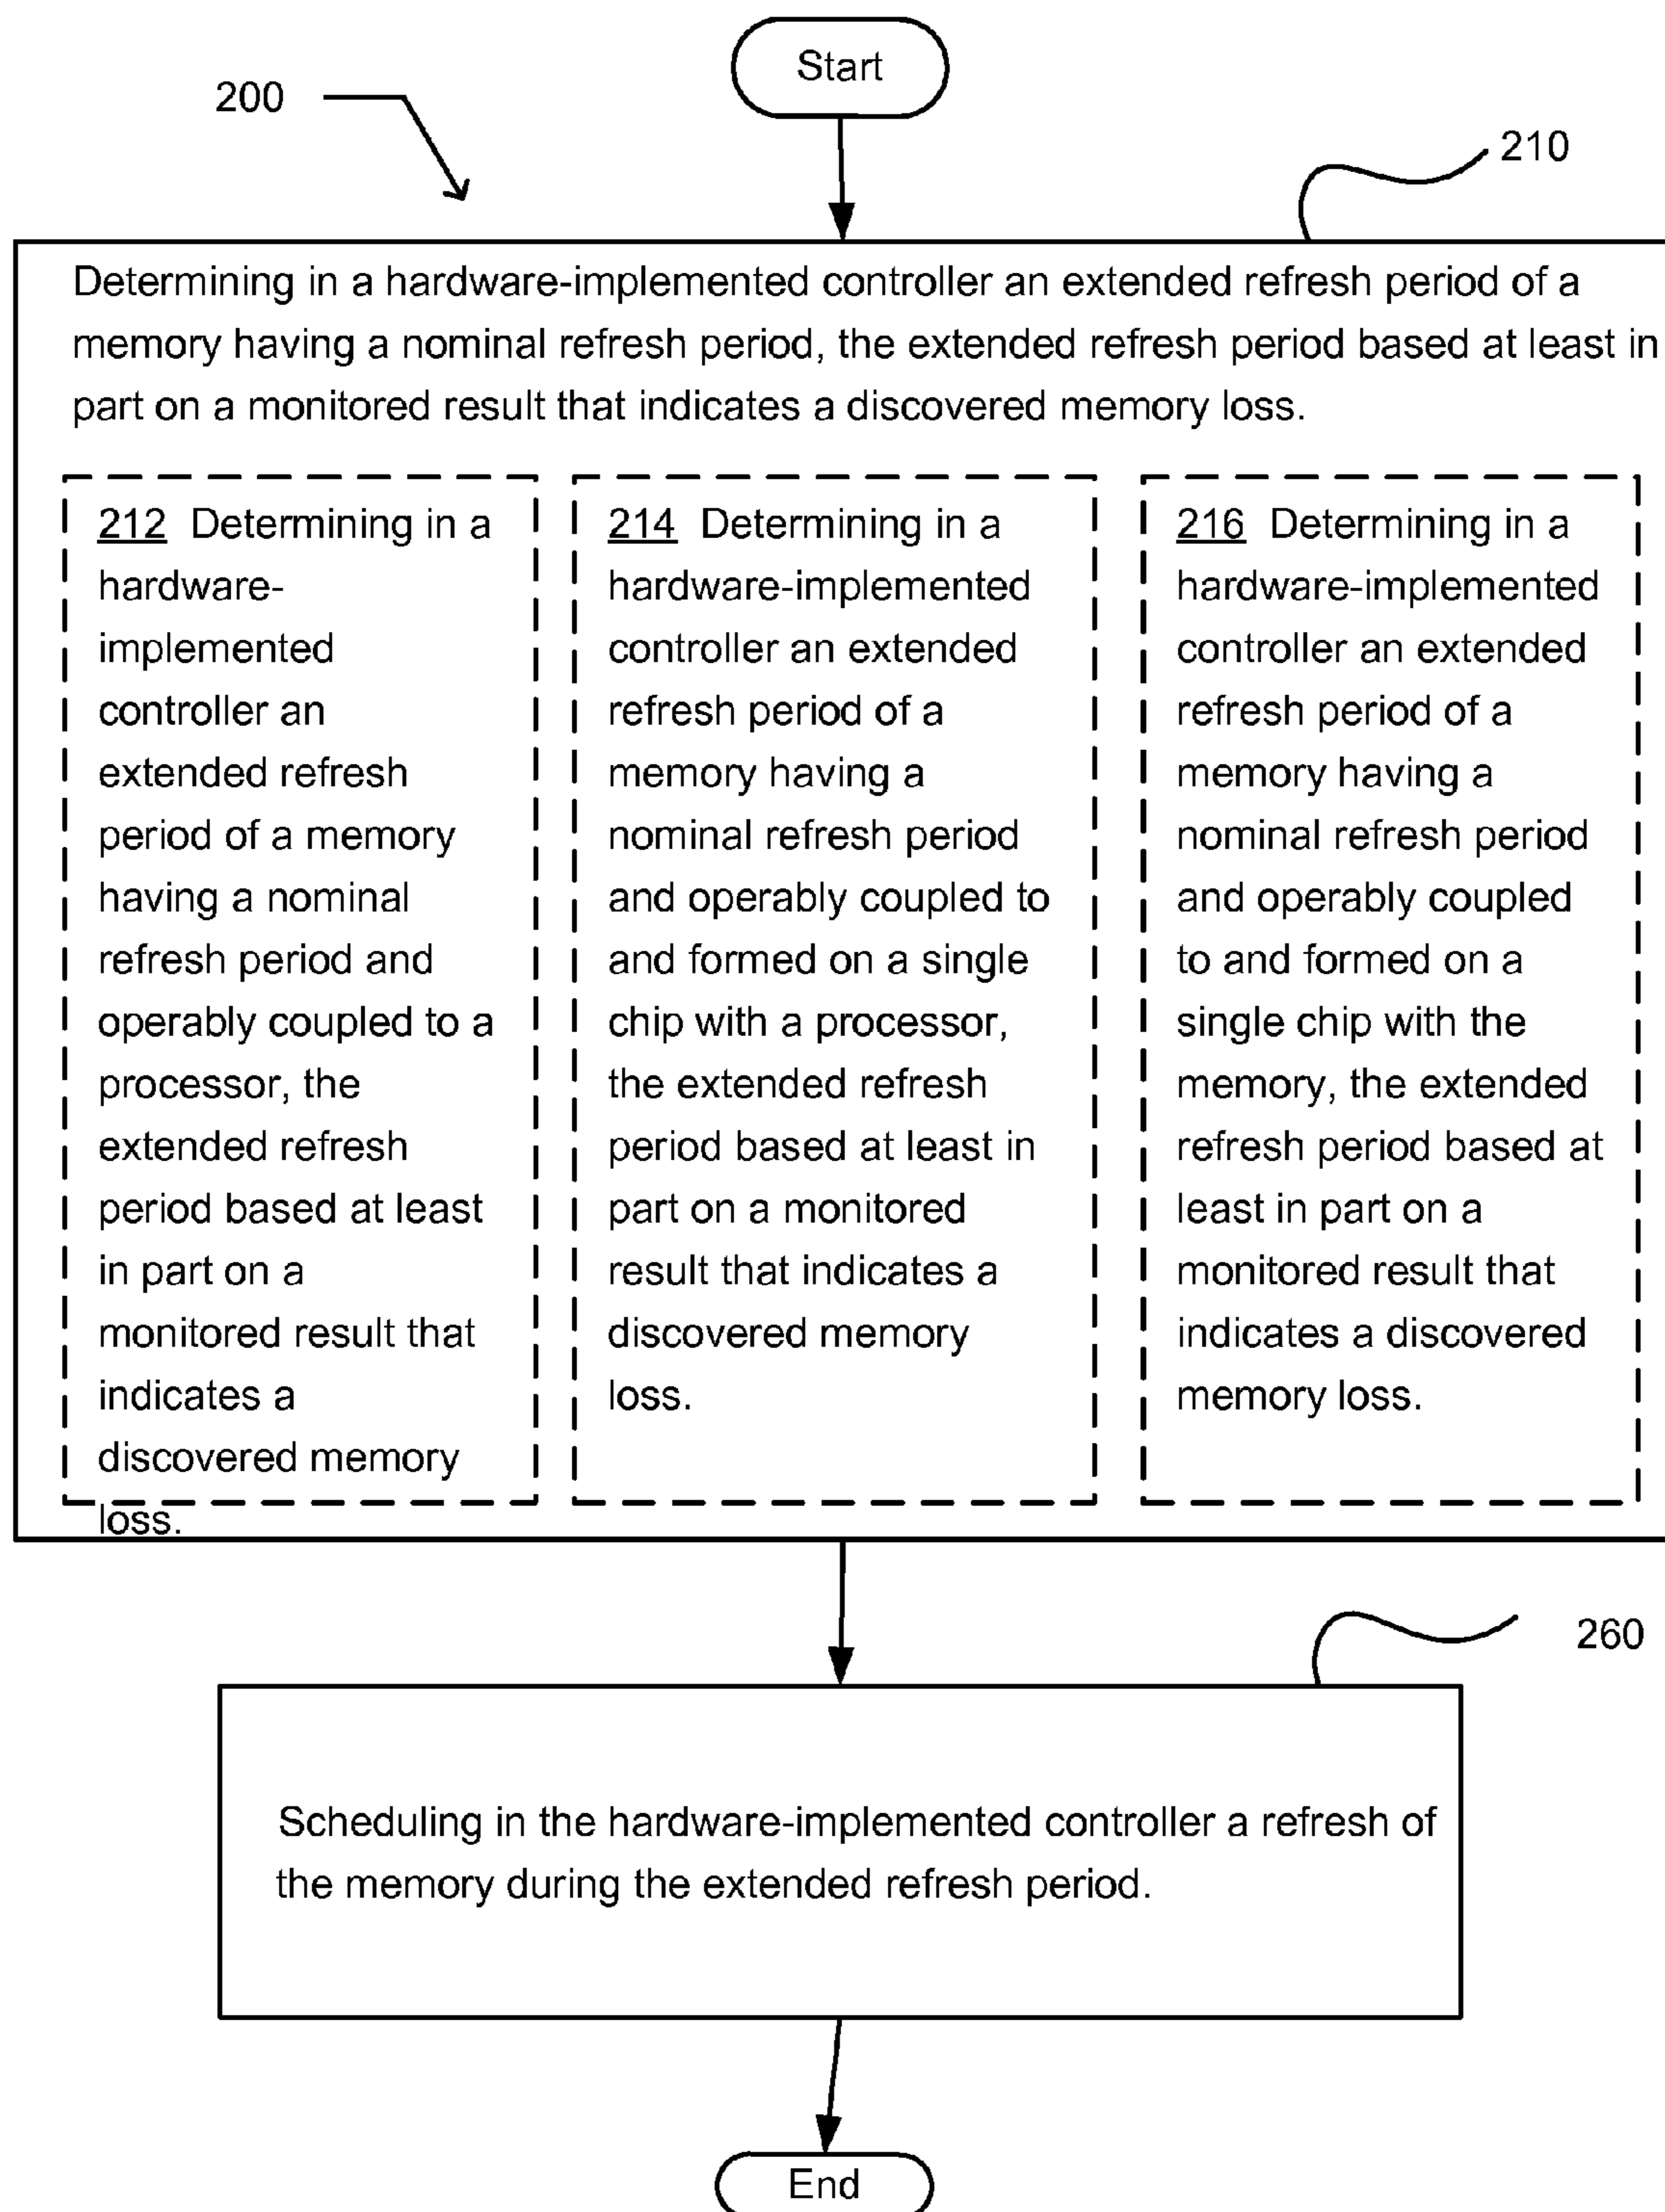 Start
200
210
Determining in a hardware-implemented controller an extended refresh period of a
memory having a nominal refresh period, the extended refresh period based at least in
part on a monitored result that indicates a discovered memory loss.
212 Determining in a
hardware-
implemented
controller an
extended refresh
period of a memory
having a nominal
refresh period and
operably coupled to a
processor, the
extended refresh
period based at least
in part on a
monitored result that
indicates a
discovered memory
loss.
214 Determining in a
hardware-implemented
controller an extended
refresh period of a
memory having a
nominal refresh period
and operably coupled to
and formed on a single
chip with a processor,
the extended refresh
period based at least in
part on a monitored
result that indicates a
discovered memory
loss.
216 Determining in a
hardware-implemented
controller an extended
refresh period of a
memory having a
nominal refresh period
and operably coupled
to and formed on a
single chip with the
memory, the extended
refresh period based at
least in part on a
monitored result that
indicates a discovered
memory loss.
260
Scheduling in the hardware-implemented controller a refresh of
the memory during the extended refresh period.
End